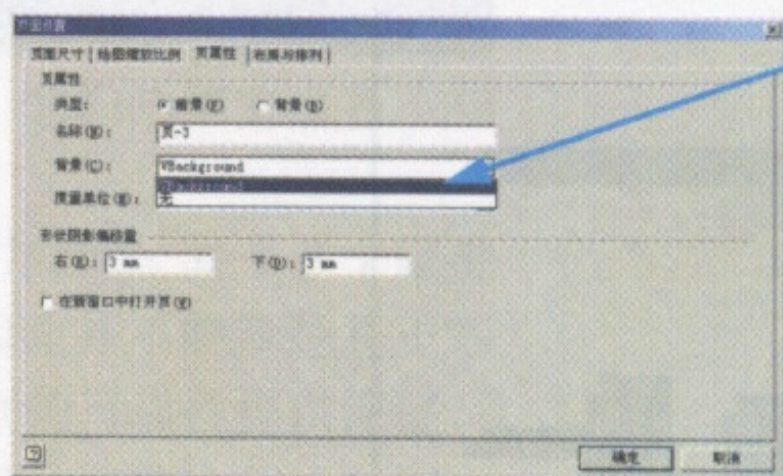 页面设置
页面尺寸 绘图缩放比例 页属性 布局与排列
页属性
类型: 前景(F) 背景(B)
名称(N): 页-3
背景(C): VBackground
VBackground
度量单位(M): 无
形状阴影偏移量
右(R): 3 mm 下(D): 3 mm
在新窗口中打开页(W)
确定 取消